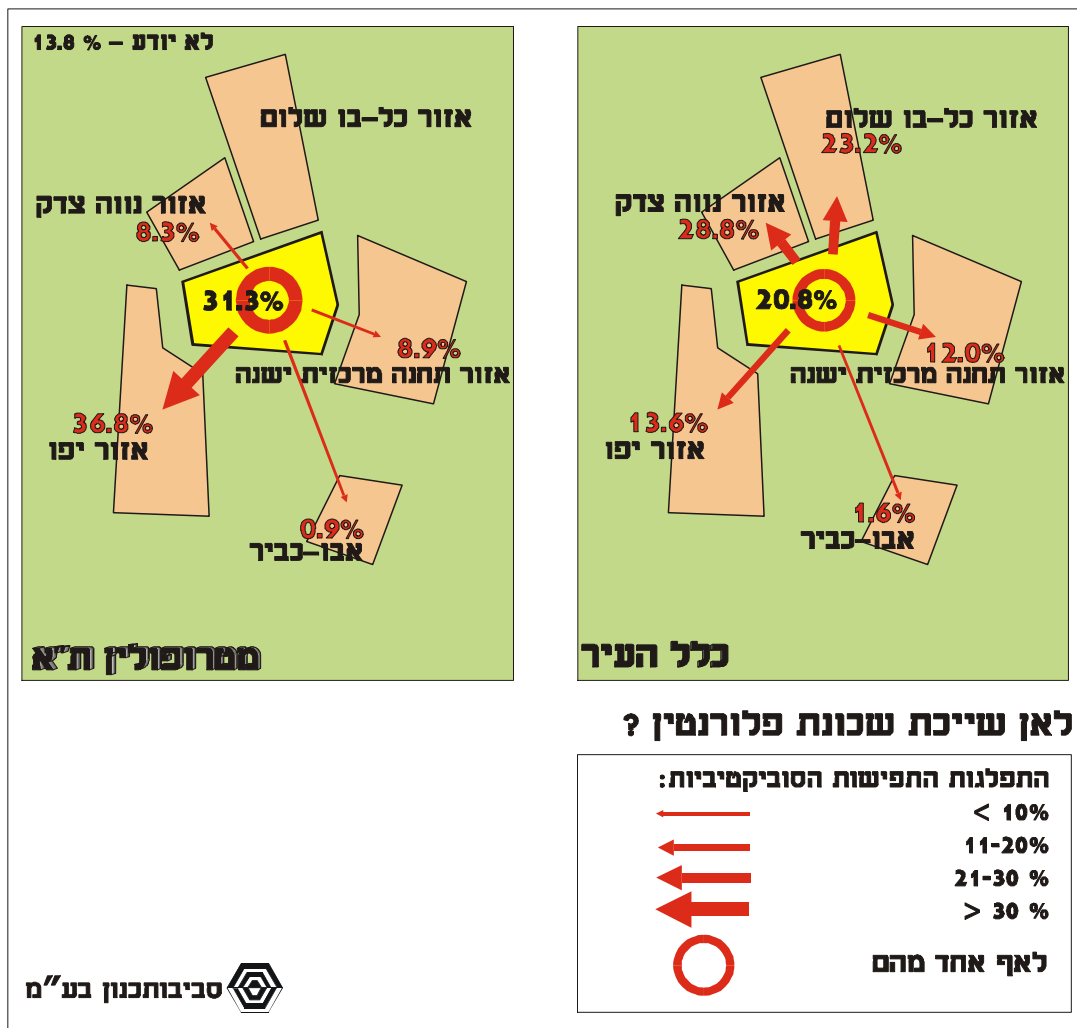 אזור כל-בו שלום
23.2%
אזור נווה צדק
28.8%
20.8%
12.0%
אזור תחנה מרכזית ישנה
13.6%
אזור יפו
1.6%
אבו-כביר
כלל העיר
לא יודע – % 13.8
אזור כל-בו שלום
אזור נווה צדק
8.3%
31.3%
8.9%
אזור תחנה מרכזית ישנה
36.8%
אזור יפו
0.9%
אבו-כביר
מטרופולין ת"א
לאן שייכת שכונת פלורנטין ?
התפלגות התפישות הסוביקטיביות:
< 10%
11-20%
21-30 %
> 30 %
לאף אחד מהם
סביבותכנון בע"מ